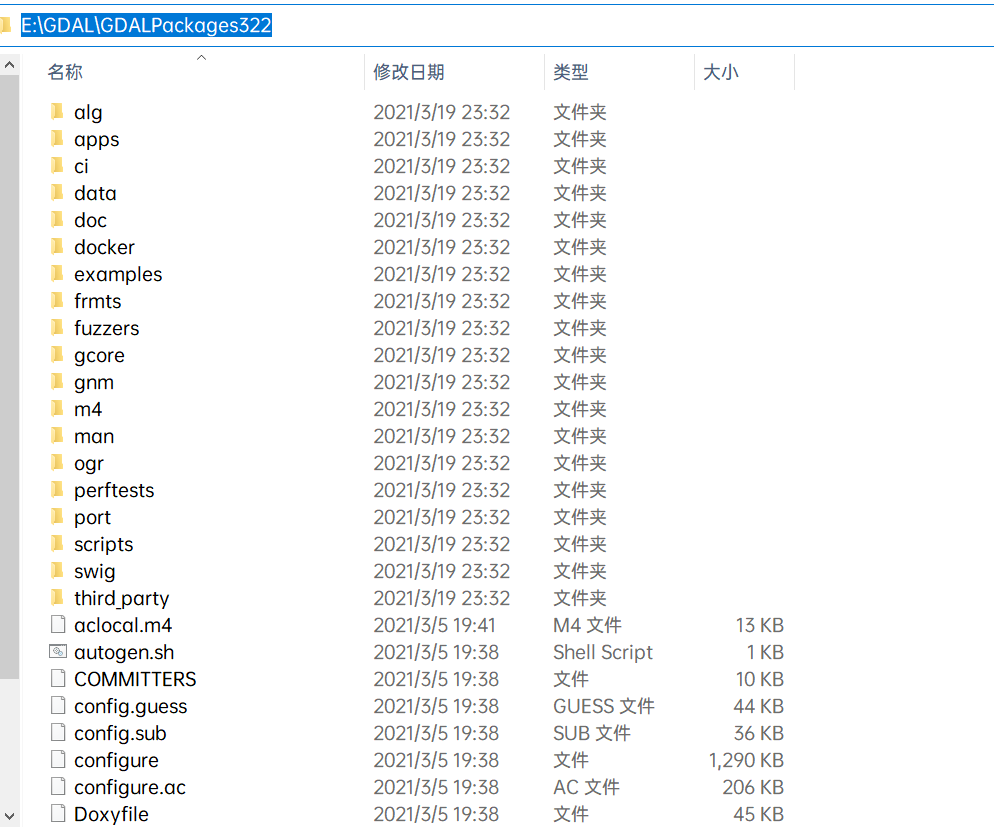 E:\GDAL\GDALPackages322
名称 修改日期 类型 大小
alg 2021/3/19 23:32 文件夹
apps 2021/3/19 23:32 文件夹
ci 2021/3/19 23:32 文件夹
data 2021/3/19 23:32 文件夹
doc 2021/3/19 23:32 文件夹
docker 2021/3/19 23:32 文件夹
examples 2021/3/19 23:32 文件夹
frmts 2021/3/19 23:32 文件夹
fuzzers 2021/3/19 23:32 文件夹
gcore 2021/3/19 23:32 文件夹
gnm 2021/3/19 23:32 文件夹
m4 2021/3/19 23:32 文件夹
man 2021/3/19 23:32 文件夹
ogr 2021/3/19 23:32 文件夹
perftests 2021/3/19 23:32 文件夹
port 2021/3/19 23:32 文件夹
scripts 2021/3/19 23:32 文件夹
swig 2021/3/19 23:32 文件夹
third_party 2021/3/19 23:32 文件夹
aclocal.m4 2021/3/5 19:41 M4 文件 13 KB
autogen.sh 2021/3/5 19:38 Shell Script 1 KB
COMMITTERS 2021/3/5 19:38 文件 10 KB
config.guess 2021/3/5 19:38 GUESS 文件 44 KB
config.sub 2021/3/5 19:38 SUB 文件 36 KB
configure 2021/3/5 19:38 文件 1,290 KB
configure.ac 2021/3/5 19:38 AC 文件 206 KB
Doxyfile 2021/3/5 19:38 文件 45 KB